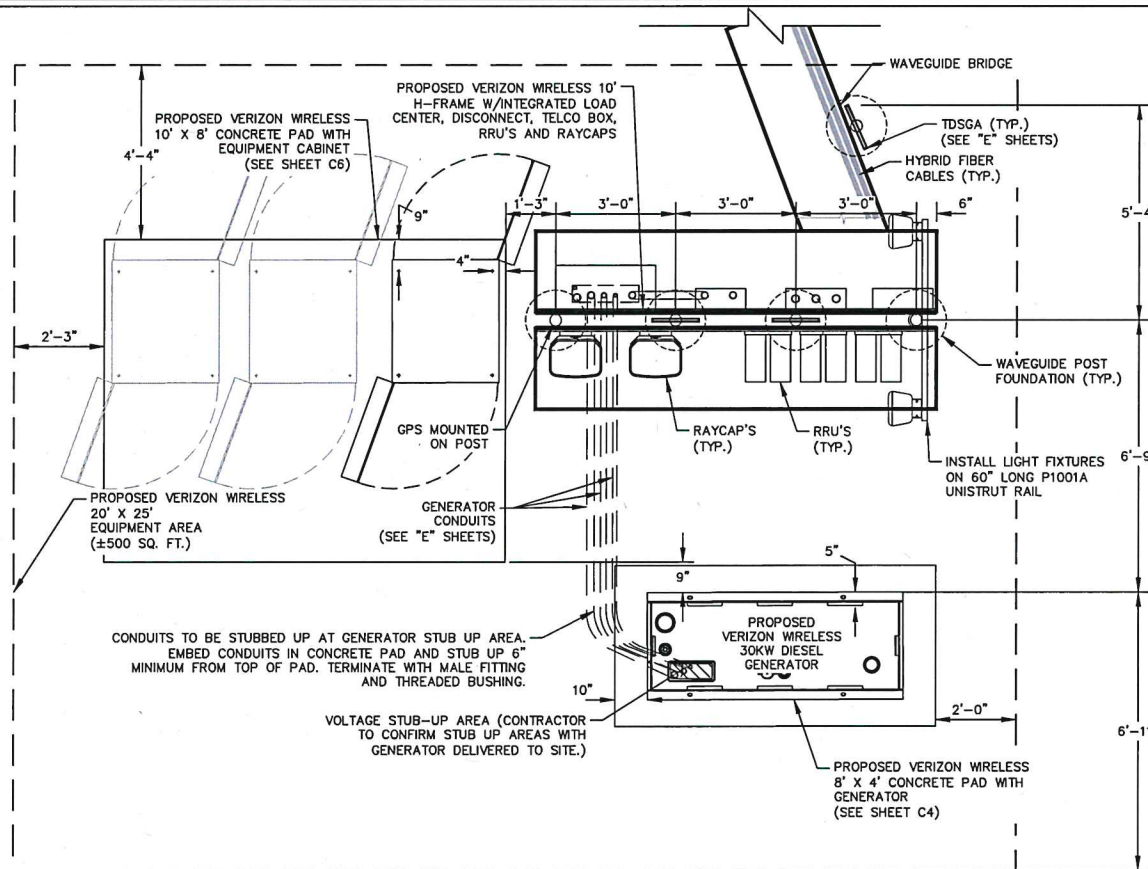 WAVEGUIDE BRIDGE
PROPOSED VERIZON WIRELESS 10'
H-FRAME W/INTEGRATED LOAD
CENTER, DISCONNECT, TELCO BOX,
RRU'S AND RAYCAPS
PROPOSED VERIZON WIRELESS
10' X 8' CONCRETE PAD WITH
EQUIPMENT CABINET
(SEE SHEET C6)
TDSGA (TYP.)
(SEE "E" SHEETS)
HYBRID FIBER
CABLES (TYP.)
4'-4"
9"
1'-3"
3'-0"
3'-0"
3'-0"
6"
4"
2'-3"
WAVEGUIDE POST
FOUNDATION (TYP.)
GPS MOUNTED
ON POST
RAYCAP'S
(TYP.)
RRU'S
(TYP.)
INSTALL LIGHT FIXTURES
ON 60" LONG P1001A
UNISTRUT RAIL
PROPOSED VERIZON WIRELESS
20' X 25'
EQUIPMENT AREA
(±500 SQ. FT.)
GENERATOR
CONDUITS
(SEE "E" SHEETS)
9"
5"
CONDUITS TO BE STUBBED UP AT GENERATOR STUB UP AREA.
EMBED CONDUITS IN CONCRETE PAD AND STUB UP 6"
MINIMUM FROM TOP OF PAD. TERMINATE WITH MALE FITTING
AND THREADED BUSHING.
PROPOSED
VERIZON WIRELESS
30KW DIESEL
GENERATOR
10"
2'-0"
VOLTAGE STUB-UP AREA (CONTRACTOR
TO CONFIRM STUB UP AREAS WITH
GENERATOR DELIVERED TO SITE.)
PROPOSED VERIZON WIRELESS
8' X 4' CONCRETE PAD WITH
GENERATOR
(SEE SHEET C4)